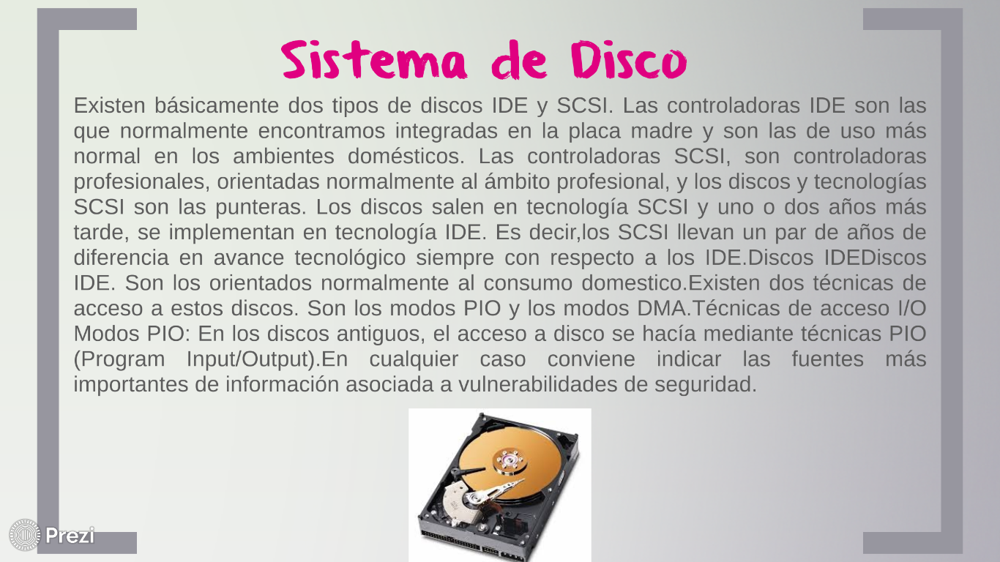 Sistema de Disco
Existen básicamente dos tipos de discos IDE y SCSI. Las controladoras IDE son las
que normalmente encontramos integradas en la placa madre y son las de uso más
normal en los ambientes domésticos. Las controladoras SCSI, son controladoras
profesionales, orientadas normalmente al ámbito profesional, y los discos y tecnologías
SCSI son las punteras. Los discos salen en tecnología SCSI y uno o dos años más
tarde, se implementan en tecnología IDE. Es decir,los SCSI llevan un par de años de
diferencia en avance tecnológico siempre con respecto a los IDE.Discos IDEDiscos
IDE. Son los orientados normalmente al consumo domestico.Existen dos técnicas de
acceso a estos discos. Son los modos PIO y los modos DMA.Técnicas de acceso I/O
Modos PIO: En los discos antiguos, el acceso a disco se hacía mediante técnicas PIO
(Program Input/Output).En cualquier caso conviene indicar las fuentes más
importantes de información asociada a vulnerabilidades de seguridad.
Prezi